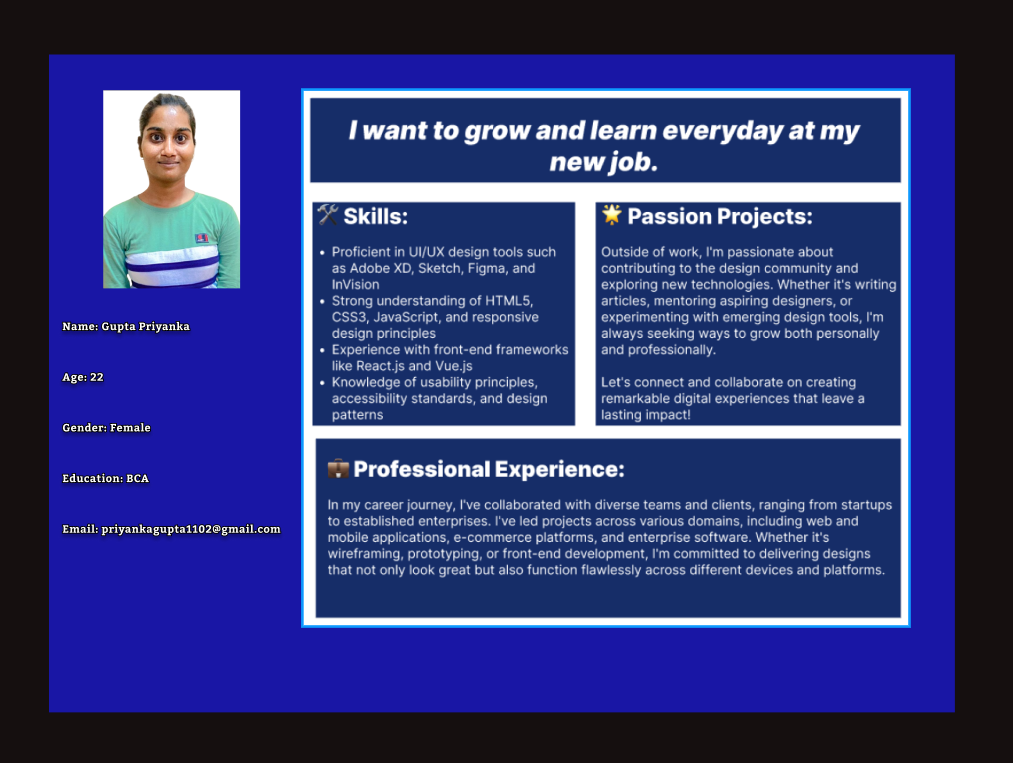 I want to grow and learn everyday at my
new job.
Name: Gupta Priyanka
Age: 22
Gender: Female
Education: BCA
Email: priyankagupta1102@gmail.com
🛠 Skills:
• Proficient in UI/UX design tools such
as Adobe XD, Sketch, Figma, and
InVision
• Strong understanding of HTML5,
CSS3, JavaScript, and responsive
design principles
• Experience with front-end frameworks
like React.js and Vue.js
• Knowledge of usability principles,
accessibility standards, and design
patterns
🌟 Passion Projects:
Outside of work, I'm passionate about
contributing to the design community and
exploring new technologies. Whether it's writing
articles, mentoring aspiring designers, or
experimenting with emerging design tools, I'm
always seeking ways to grow both personally
and professionally.
Let's connect and collaborate on creating
remarkable digital experiences that leave a
lasting impact!
💼 Professional Experience:
In my career journey, I've collaborated with diverse teams and clients, ranging from startups
to established enterprises. I've led projects across various domains, including web and
mobile applications, e-commerce platforms, and enterprise software. Whether it's
wireframing, prototyping, or front-end development, I'm committed to delivering designs
that not only look great but also function flawlessly across different devices and platforms.